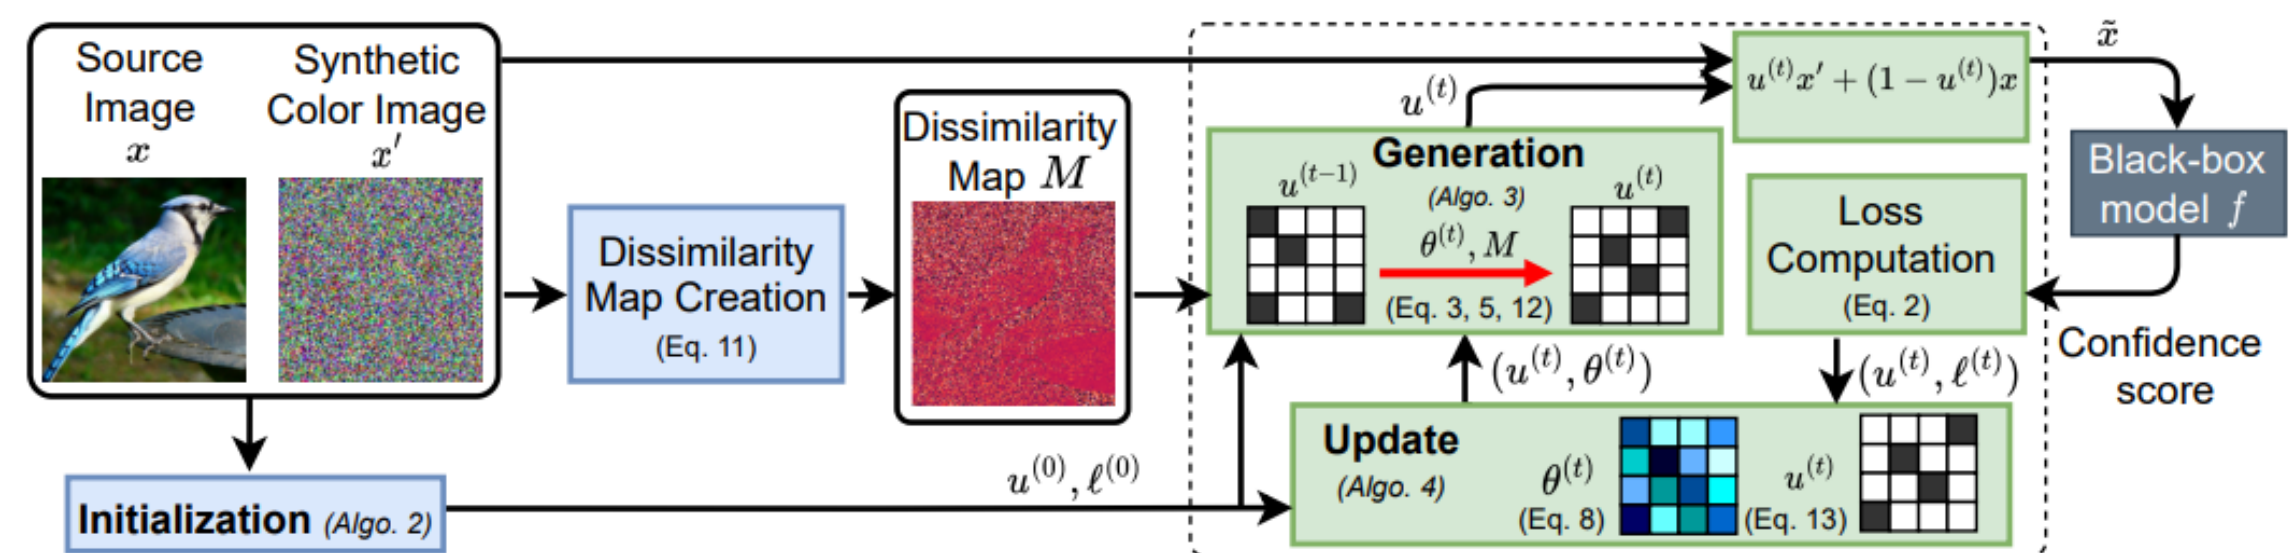 Source
Image
x
Synthetic
Color Image
x′
Dissimilarity
Map Creation
(Eq. 11)
Dissimilarity
Map M
Initialization (Algo. 2)
u^(0), ℓ^(0)
u^(t)
Generation
(Algo. 3)
u^(t−1)
θ^(t), M
(Eq. 3, 5, 12)
u^(t)
u^(t)x′ + (1 − u^(t))x
x̃
Black-box
model f
Confidence
score
Loss
Computation
(Eq. 2)
(u^(t), ℓ^(t))
(u^(t), θ^(t))
Update
(Algo. 4)
θ^(t)
(Eq. 8)
u^(t)
(Eq. 13)